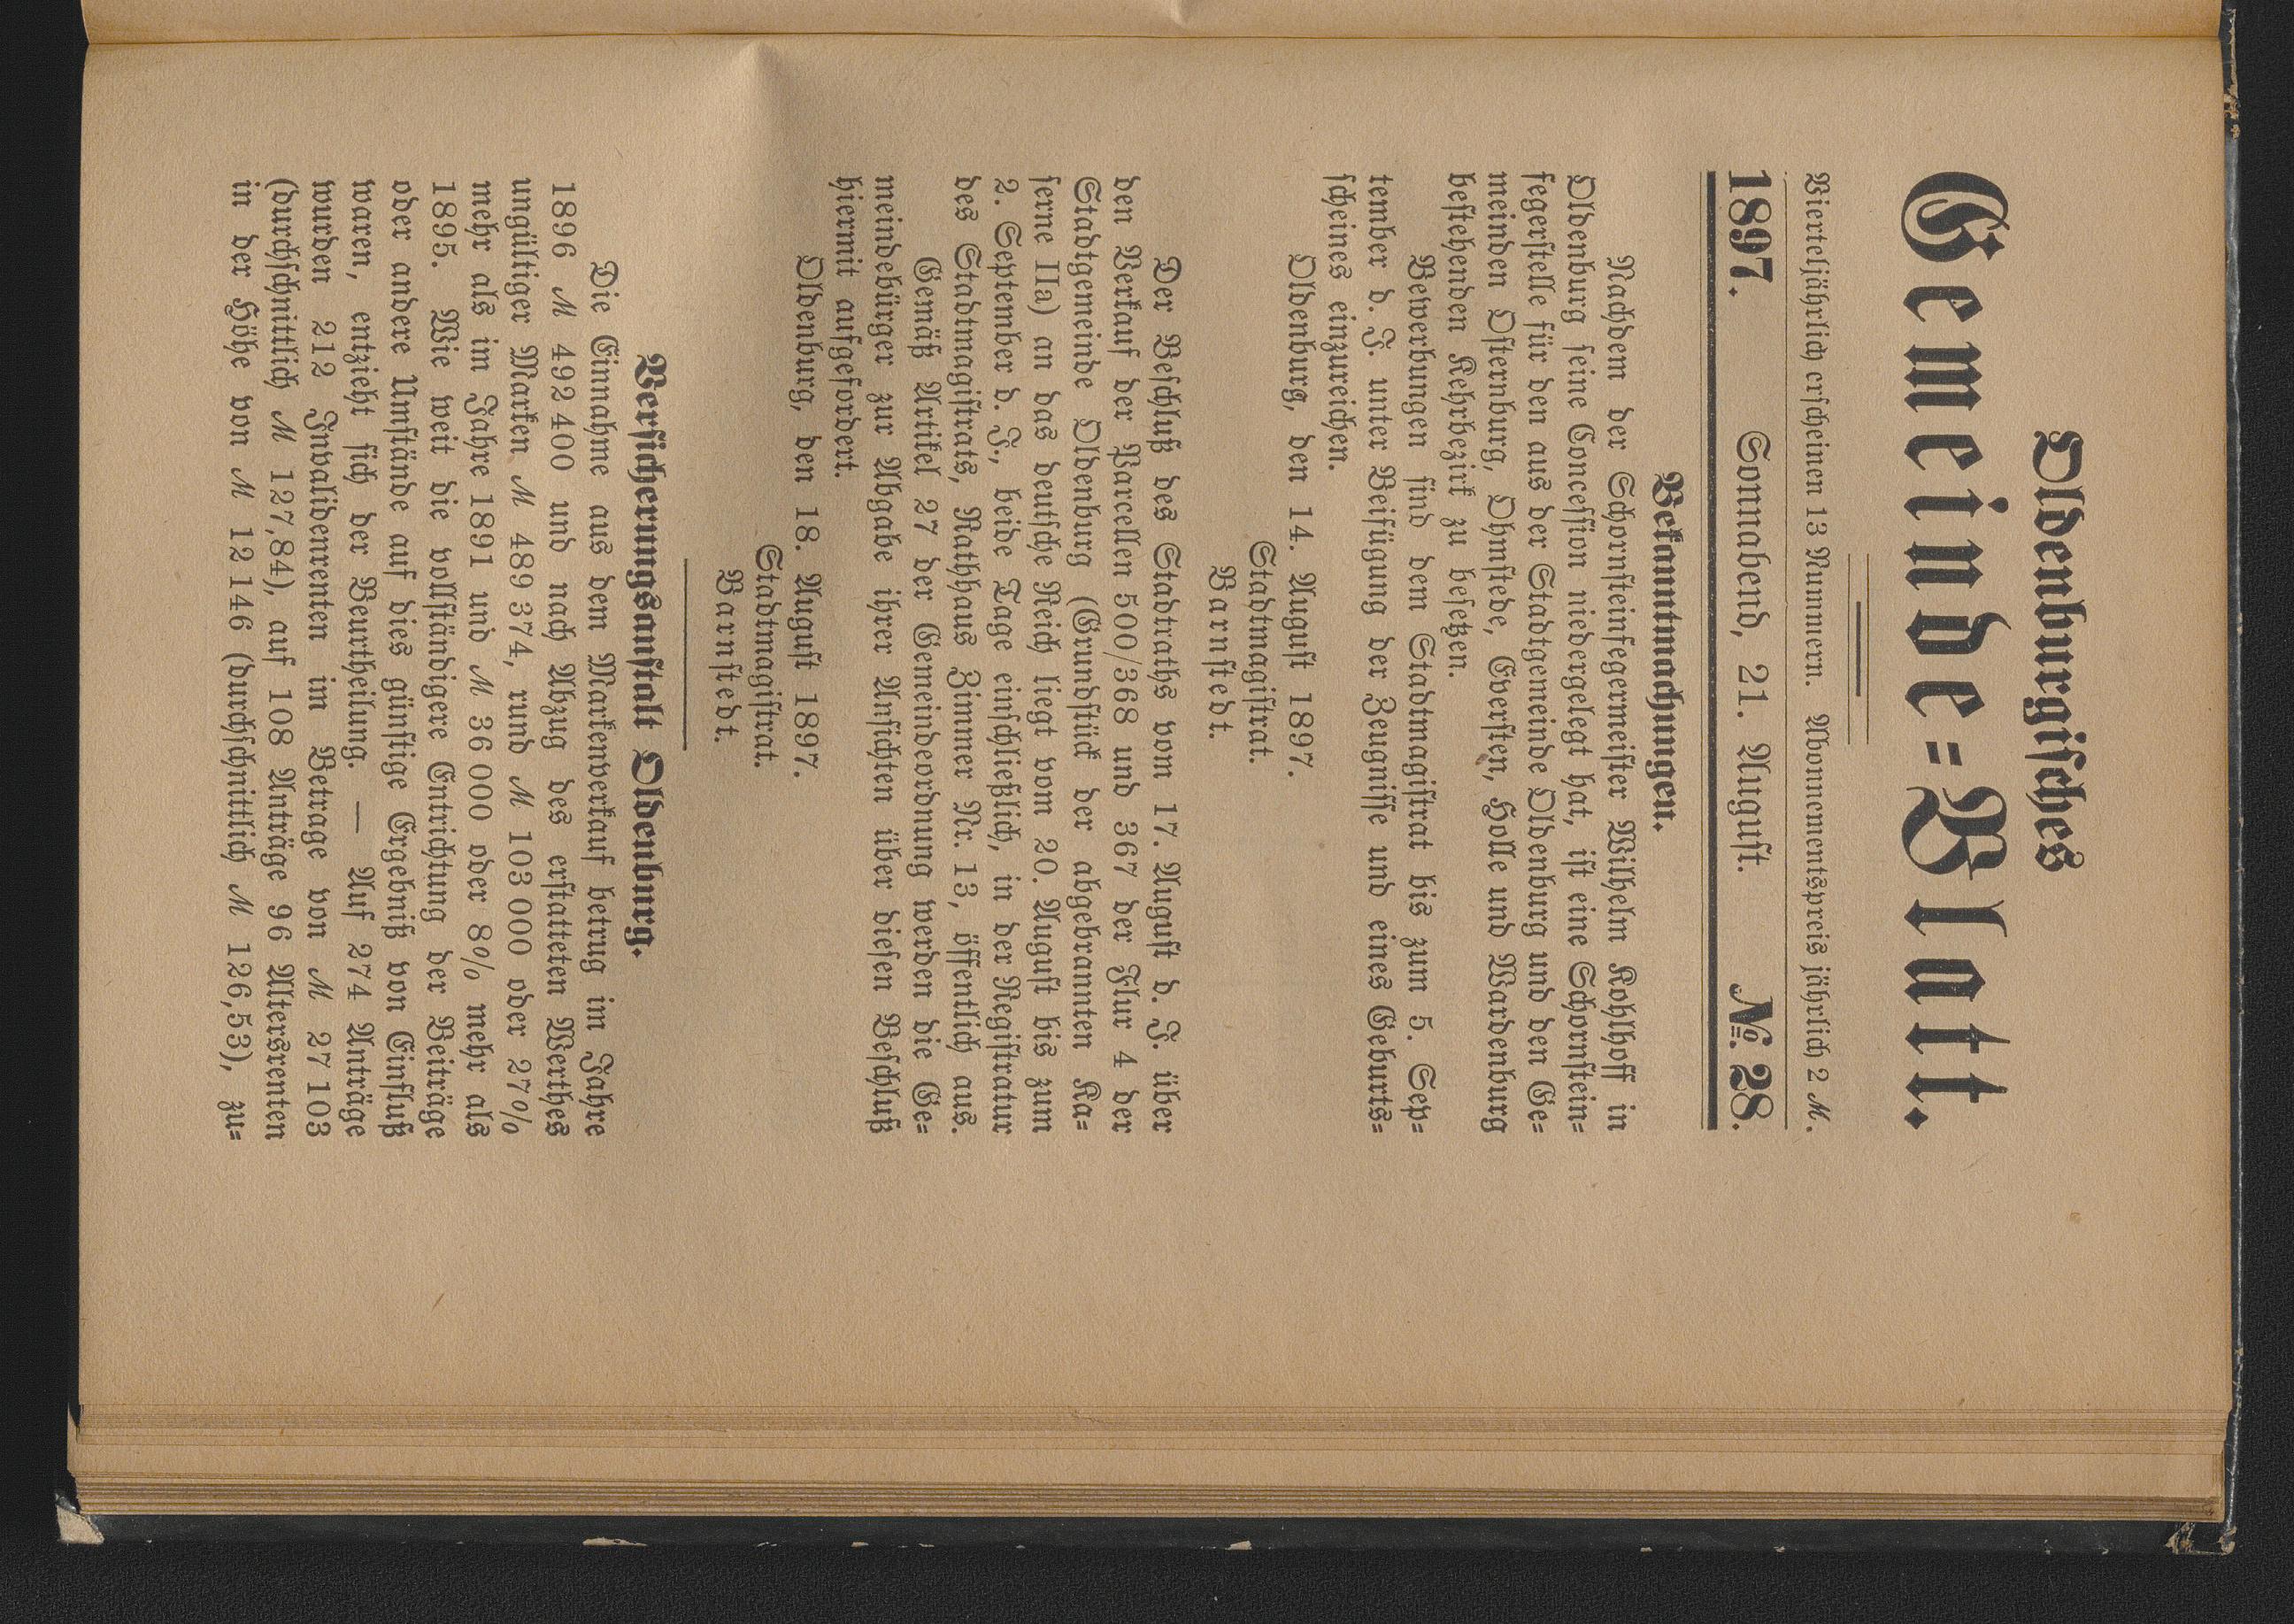 Oldenburgisches
Gemeinde=Blatt.
Vierteljährlich erscheinen 13 Nummern. Abonnementspreis jährlich 2 ℳ.
1897. Sonnabend, 21. August. №. 28.
Bekanntmachungen.
Nachdem der Schornsteinfegermeister Wilhelm Kohlhoff in
Oldenburg seine Concession niedergelegt hat, ist eine Schornstein=
fegerstelle für den aus der Stadtgemeinde Oldenburg und den Ge=
meinden Osternburg, Ohmstede, Eversten, Holle und Wardenburg
bestehenden Kehrbezirk zu besetzen.
Bewerbungen sind dem Stadtmagistrat bis zum 5. Sep=
tember d. J. unter Beifügung der Zeugnisse und eines Geburts=
scheines einzureichen.
Oldenburg, den 14. August 1897.
Stadtmagistrat.
Barnstedt.
Der Beschluß des Stadtraths vom 17. August d. J. über
den Verkauf der Parcellen 500/368 und 367 der Flur 4 der
Stadtgemeinde Oldenburg (Grundstück der abgebrannten Ka=
serne IIa) an das deutsche Reich liegt vom 20. August bis zum
2. September d. J., beide Tage einschließlich, in der Registratur
des Stadtmagistrats, Rathhaus Zimmer Nr. 13, öffentlich aus.
Gemäß Artikel 27 der Gemeindeordnung werden die Ge=
meindebürger zur Abgabe ihrer Ansichten über diesen Beschluß
hiermit aufgefordert.
Oldenburg, den 18. August 1897.
Stadtmagistrat.
Barnstedt.
Versicherungsanstalt Oldenburg.
Die Einnahme aus dem Markenverkauf betrug im Jahre
1896 ℳ 492 400 und nach Abzug des erstatteten Werthes
ungültiger Marken ℳ 489 374, rund ℳ 103 000 oder 27%
mehr als im Jahre 1891 und ℳ 36 000 oder 8% mehr als
1895. Wie weit die vollständigere Entrichtung der Beiträge
oder andere Umstände auf dies günstige Ergebniß von Einfluß
waren, entzieht sich der Beurtheilung. — Auf 274 Anträge
wurden 212 Invalidenrenten im Betrage von ℳ 27 103
(durchschnittlich ℳ 127,84), auf 108 Anträge 96 Altersrenten
in der Höhe von ℳ 12 146 (durchschnittlich ℳ 126,53), zu=